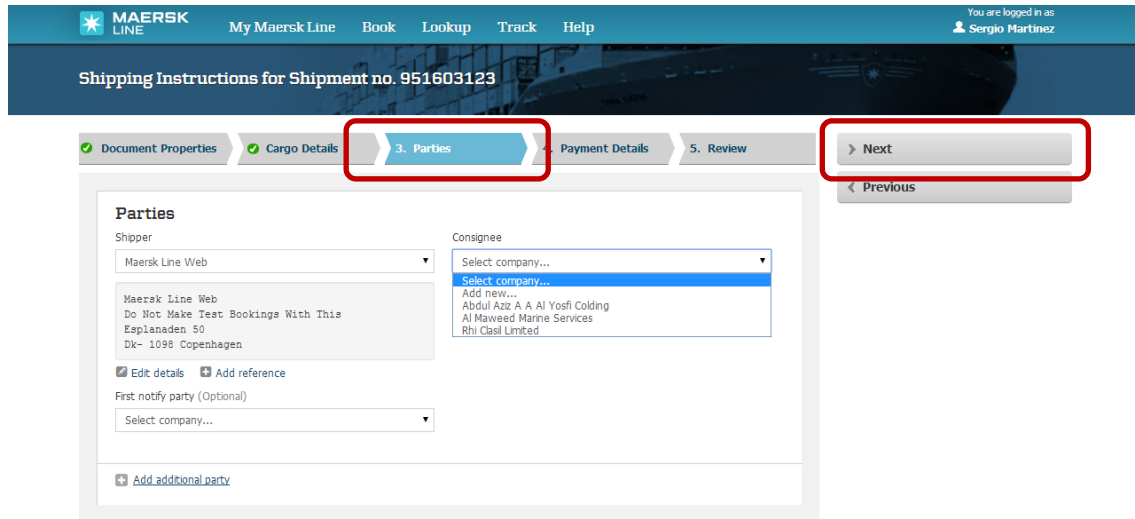 MAERSK
LINE
My Maersk Line Book Lookup Track Help
You are logged in as
Sergio Martinez
Shipping Instructions for Shipment no. 951603123
Document Properties Cargo Details 3. Parties . Payment Details 5. Review
Next
Previous
Parties
Shipper
Consignee
Maersk Line Web
Select company...
Select company...
Add new...
Abdul Aziz A A Al Yosfi Colding
Al Maweed Marine Services
Rhi Clasil Limited
Maersk Line Web
Do Not Make Test Bookings With This
Esplanaden 50
Dk- 1098 Copenhagen
Edit details Add reference
First notify party (Optional)
Select company...
Add additional party